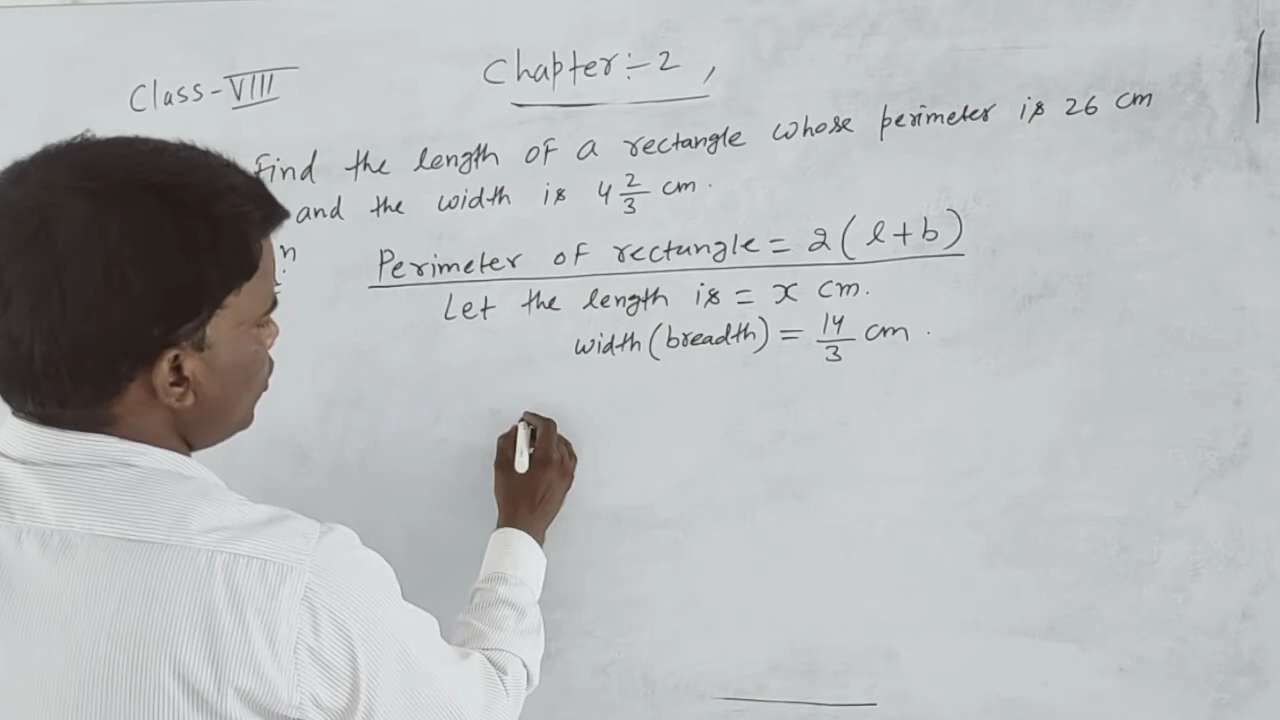 Class-VIII
Chapter:-2,
Find the length of a rectangle whose perimeter is 26 cm
and the width is 4 2/3 cm.
n
Perimeter of rectangle = 2(l+b)
Let the length is = x cm.
width (breadth) = 14/3 cm.